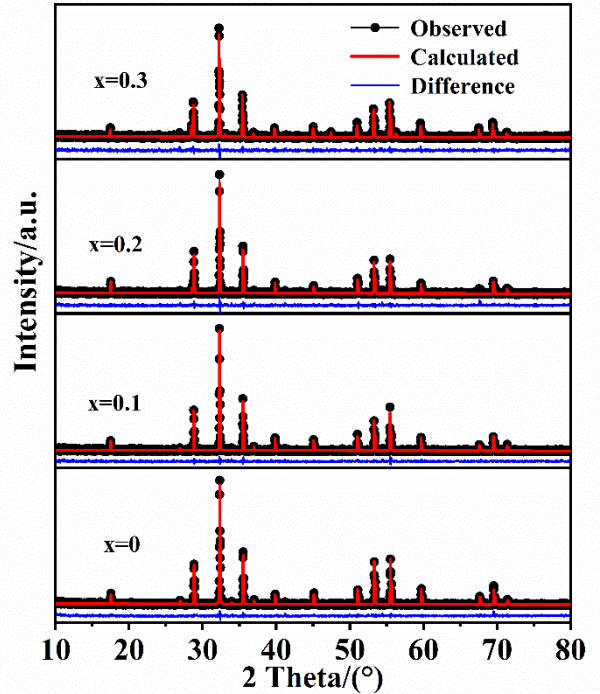 Observed
Calculated
Difference
x=0.3
x=0.2
x=0.1
x=0
Intensity/a.u.
10 20 30 40 50 60 70 80
2 Theta/(°)